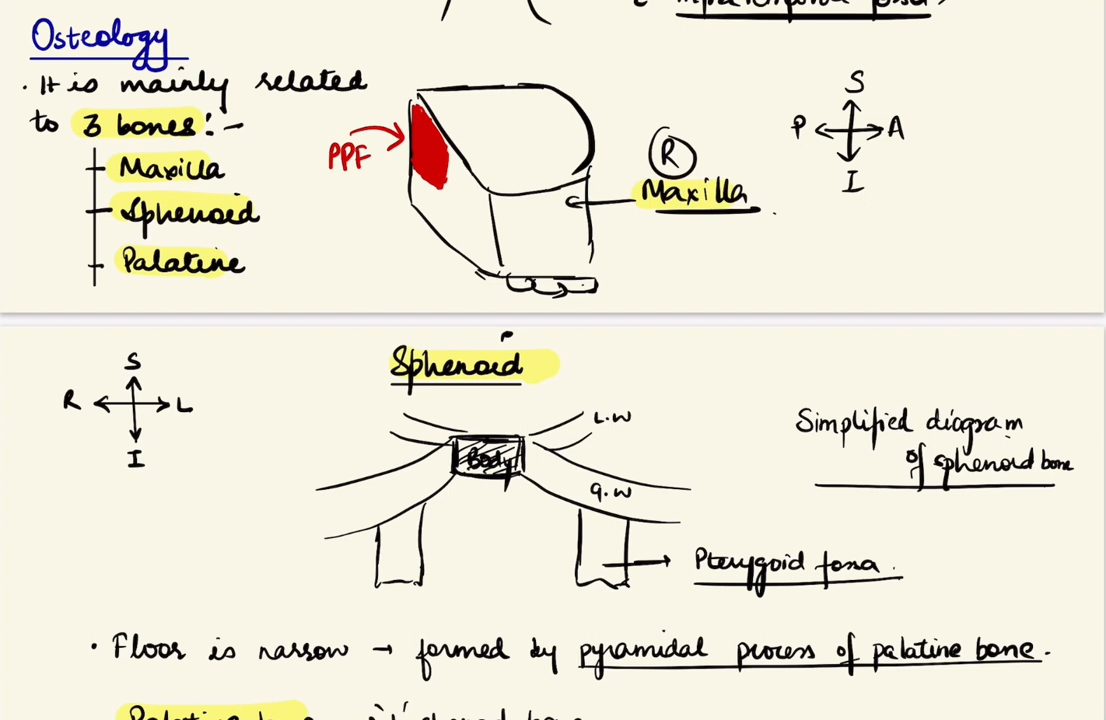 Osteology
· It is mainly related
to 3 bones:-
Maxilla
Sphenoid
Palatine
PPF
R
Maxilla
S
P A
I
Sphenoid
S
R L
I
L.W
Body
g.w
Simplified diagram
of sphenoid bone
Pterygoid fossa.
· Floor is narrow → formed by pyramidal process of palatine bone.